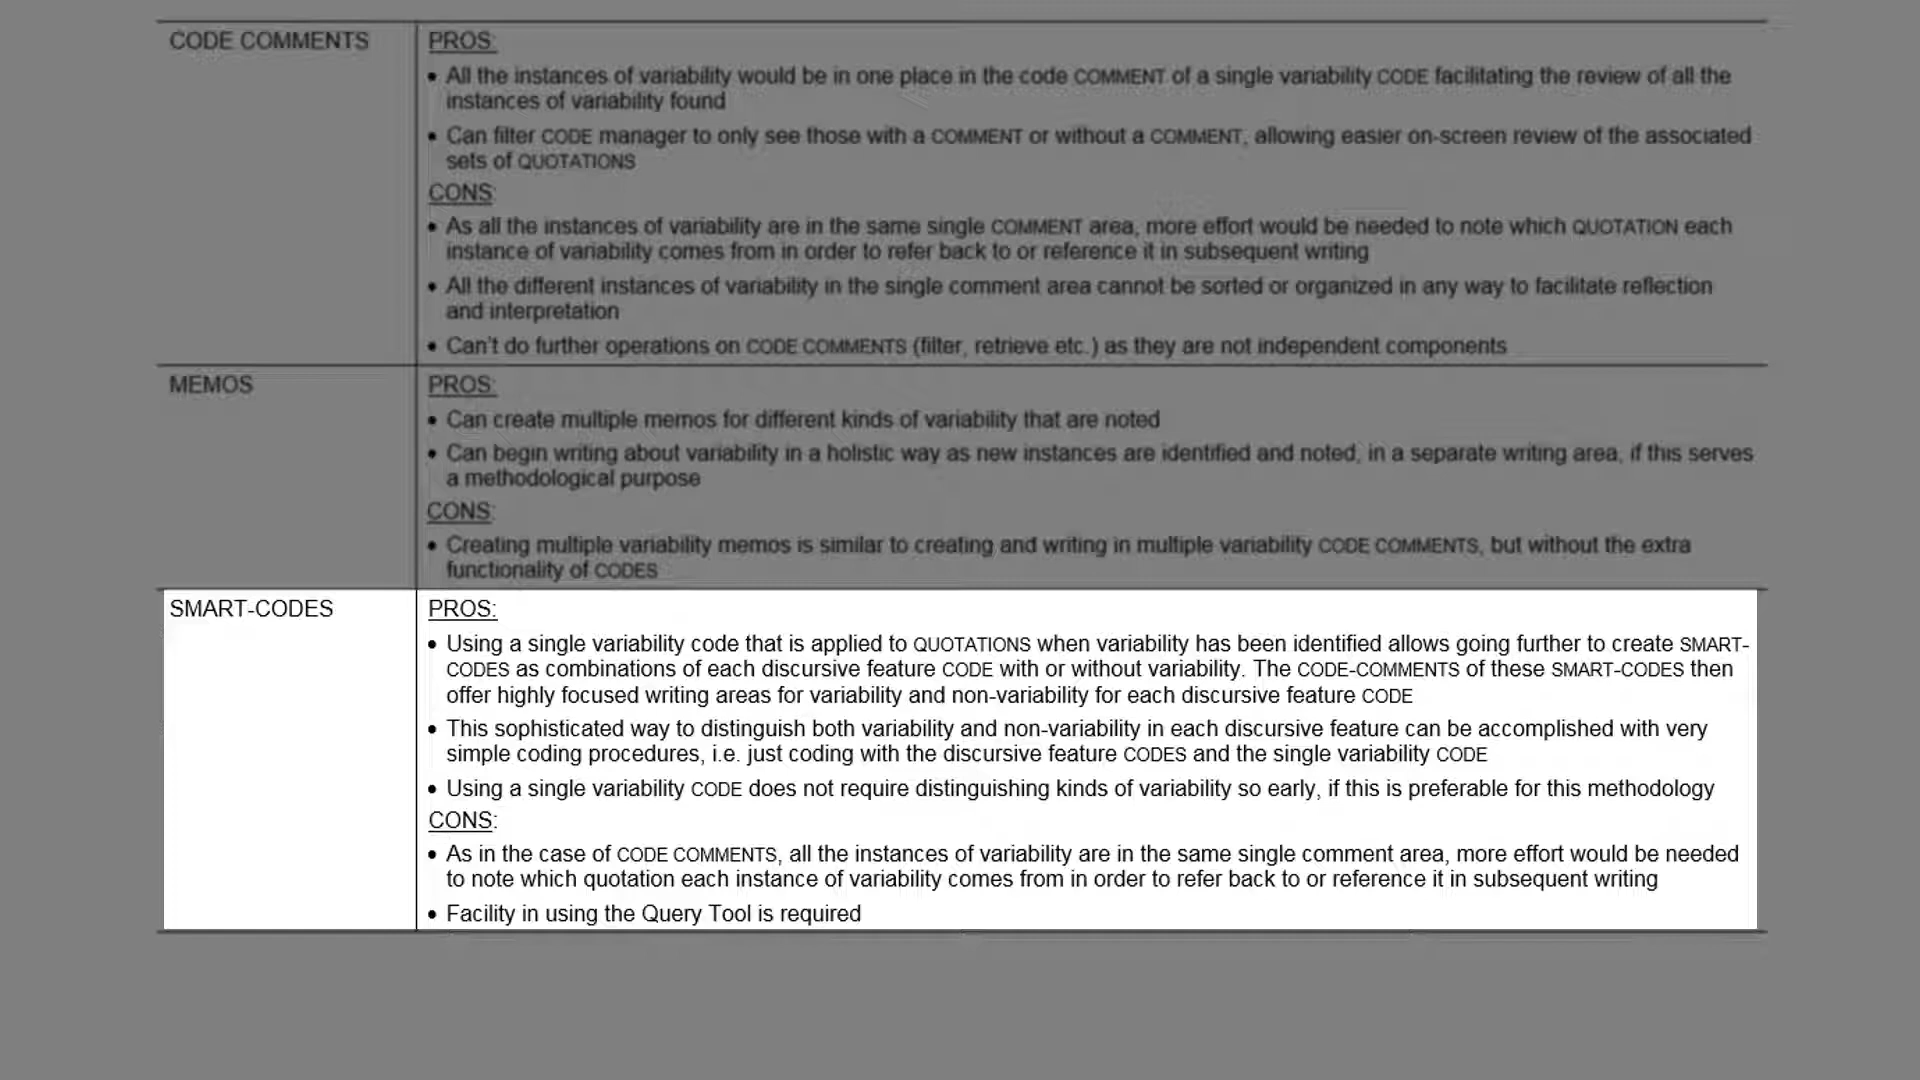 CODE COMMENTS
PROS:
• All the instances of variability would be in one place in the code COMMENT of a single variability CODE facilitating the review of all the
instances of variability found
• Can filter CODE manager to only see those with a COMMENT or without a COMMENT, allowing easier on-screen review of the associated
sets of QUOTATIONS
CONS:
• As all the instances of variability are in the same single COMMENT area, more effort would be needed to note which QUOTATION each
instance of variability comes from in order to refer back to or reference it in subsequent writing
• All the different instances of variability in the single comment area cannot be sorted or organized in any way to facilitate reflection
and interpretation
• Can't do further operations on CODE COMMENTS (filter, retrieve etc.) as they are not independent components
MEMOS
PROS:
• Can create multiple memos for different kinds of variability that are noted
• Can begin writing about variability in a holistic way as new instances are identified and noted, in a separate writing area, if this serves
a methodological purpose
CONS:
• Creating multiple variability memos is similar to creating and writing in multiple variability CODE COMMENTS, but without the extra
functionality of CODES
SMART-CODES
PROS:
• Using a single variability code that is applied to QUOTATIONS when variability has been identified allows going further to create SMART-
CODES as combinations of each discursive feature CODE with or without variability. The CODE-COMMENTS of these SMART-CODES then
offer highly focused writing areas for variability and non-variability for each discursive feature CODE
• This sophisticated way to distinguish both variability and non-variability in each discursive feature can be accomplished with very
simple coding procedures, i.e. just coding with the discursive feature CODES and the single variability CODE
• Using a single variability CODE does not require distinguishing kinds of variability so early, if this is preferable for this methodology
CONS:
• As in the case of CODE COMMENTS, all the instances of variability are in the same single comment area, more effort would be needed
to note which quotation each instance of variability comes from in order to refer back to or reference it in subsequent writing
• Facility in using the Query Tool is required